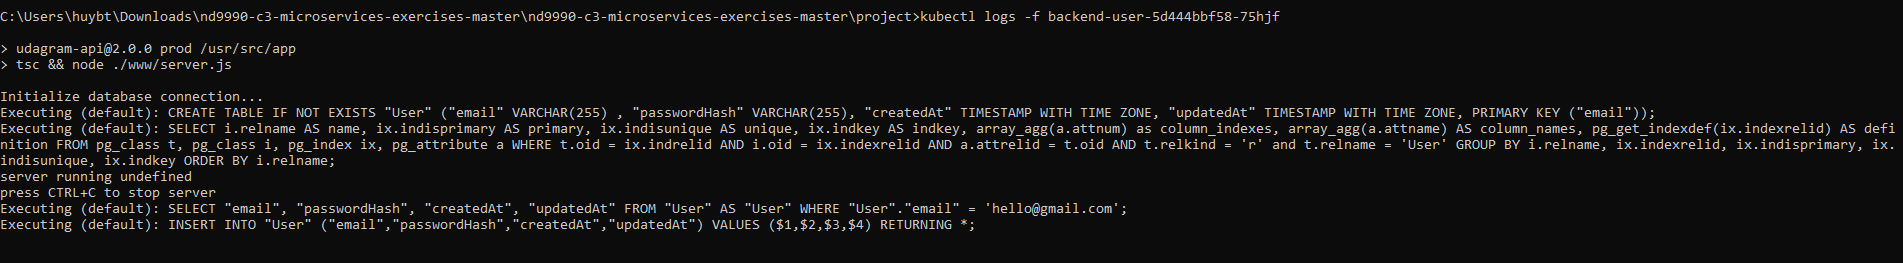 C:\Users\huybt\Downloads\nd9990-c3-microservices-exercises-master\nd9990-c3-microservices-exercises-master\project>kubectl logs -f backend-user-5d444bbf58-75hjf
> udagram-api@2.0.0 prod /usr/src/app
> tsc && node ./www/server.js
Initialize database connection...
Executing (default): CREATE TABLE IF NOT EXISTS "User" ("email" VARCHAR(255) , "passwordHash" VARCHAR(255), "createdAt" TIMESTAMP WITH TIME ZONE, "updatedAt" TIMESTAMP WITH TIME ZONE, PRIMARY KEY ("email"));
Executing (default): SELECT i.relname AS name, ix.indisprimary AS primary, ix.indisunique AS unique, ix.indkey AS indkey, array_agg(a.attnum) as column_indexes, array_agg(a.attname) AS column_names, pg_get_indexdef(ix.indexrelid) AS defi
nition FROM pg_class t, pg_class i, pg_index ix, pg_attribute a WHERE t.oid = ix.indrelid AND i.oid = ix.indexrelid AND a.attrelid = t.oid AND t.relkind = 'r' and t.relname = 'User' GROUP BY i.relname, ix.indexrelid, ix.indisprimary, ix.
indisunique, ix.indkey ORDER BY i.relname;
server running undefined
press CTRL+C to stop server
Executing (default): SELECT "email", "passwordHash", "createdAt", "updatedAt" FROM "User" AS "User" WHERE "User"."email" = 'hello@gmail.com';
Executing (default): INSERT INTO "User" ("email","passwordHash","createdAt","updatedAt") VALUES ($1,$2,$3,$4) RETURNING *;